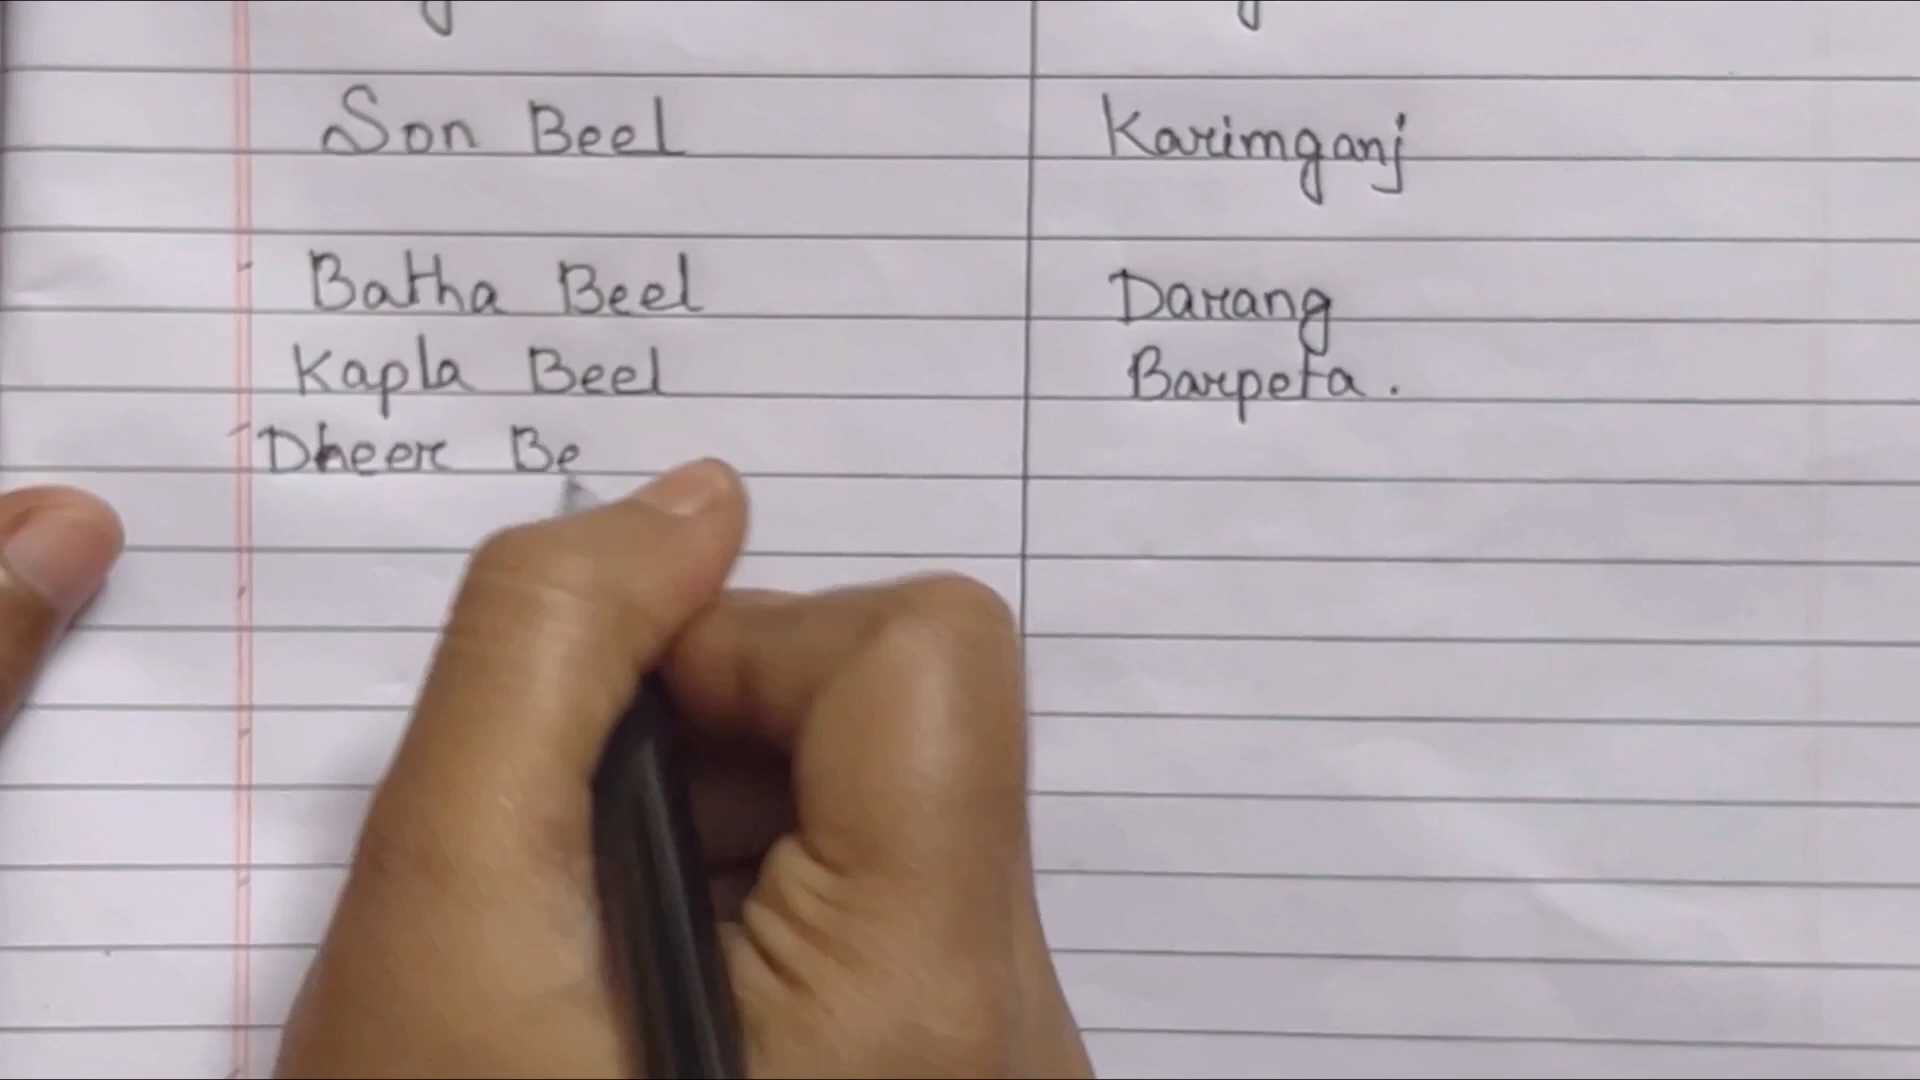 Son Beel Karimganj
Batha Beel Darang
Kapla Beel Barpeta.
Dheer Be